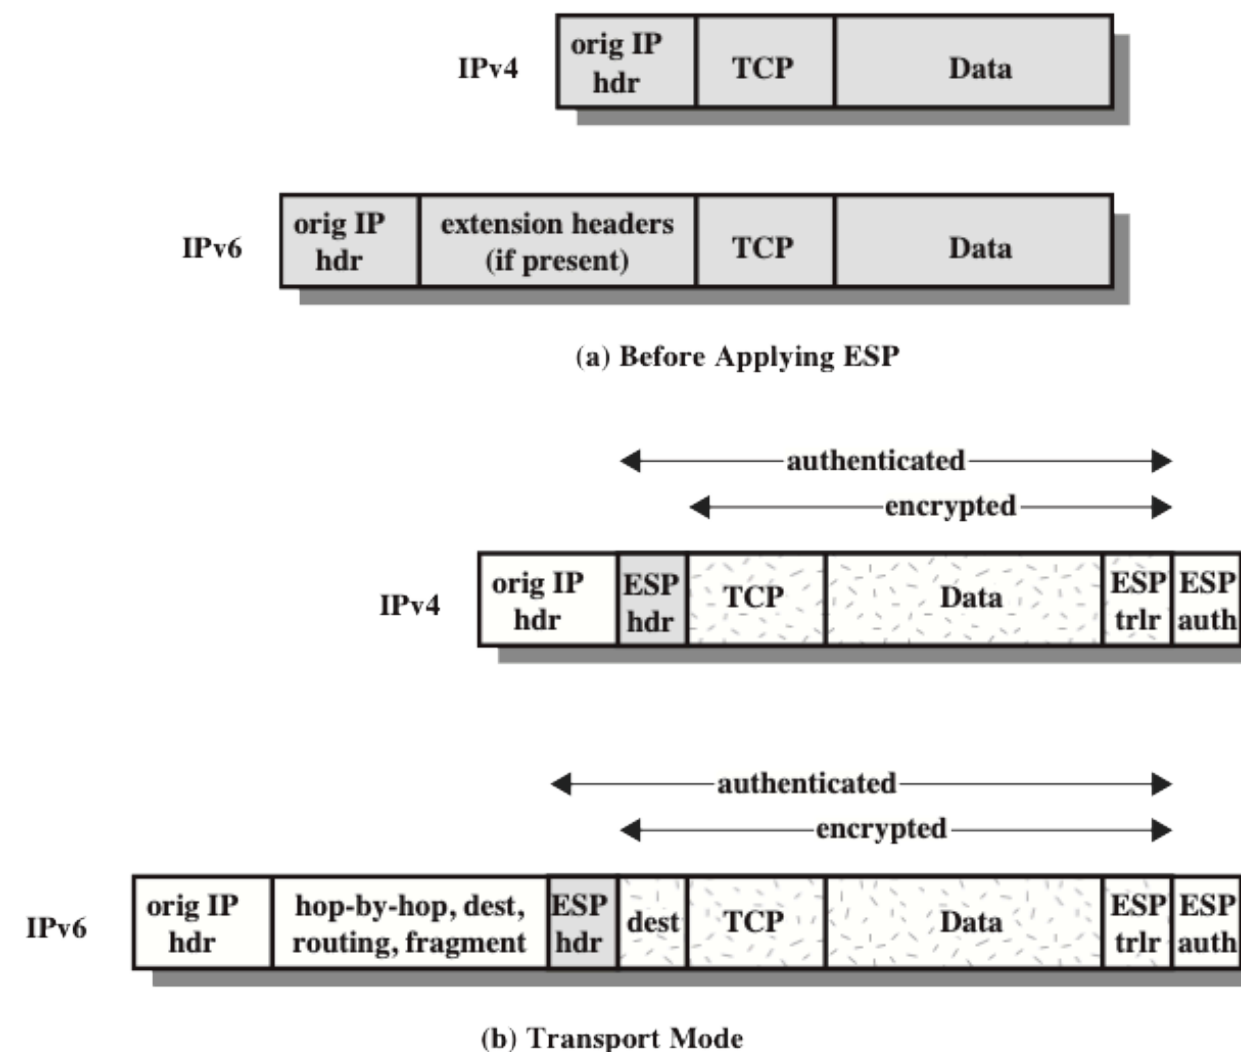 IPv4 orig IP hdr TCP Data
IPv6 orig IP hdr extension headers (if present) TCP Data
(a) Before Applying ESP
authenticated
encrypted
IPv4 orig IP hdr ESP hdr TCP Data ESP trlr ESP auth
authenticated
encrypted
IPv6 orig IP hdr hop-by-hop, dest, routing, fragment ESP hdr dest TCP Data ESP trlr ESP auth
(b) Transport Mode